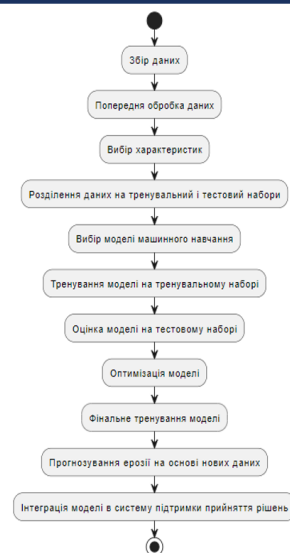 Збір даних
Попередня обробка даних
Вибір характеристик
Розділення даних на тренувальний і тестовий набори
Вибір моделі машинного навчання
Тренування моделі на тренувальному наборі
Оцінка моделі на тестовому наборі
Оптимізація моделі
Фінальне тренування моделі
Прогнозування ерозії на основі нових даних
Інтеграція моделі в систему підтримки прийняття рішень